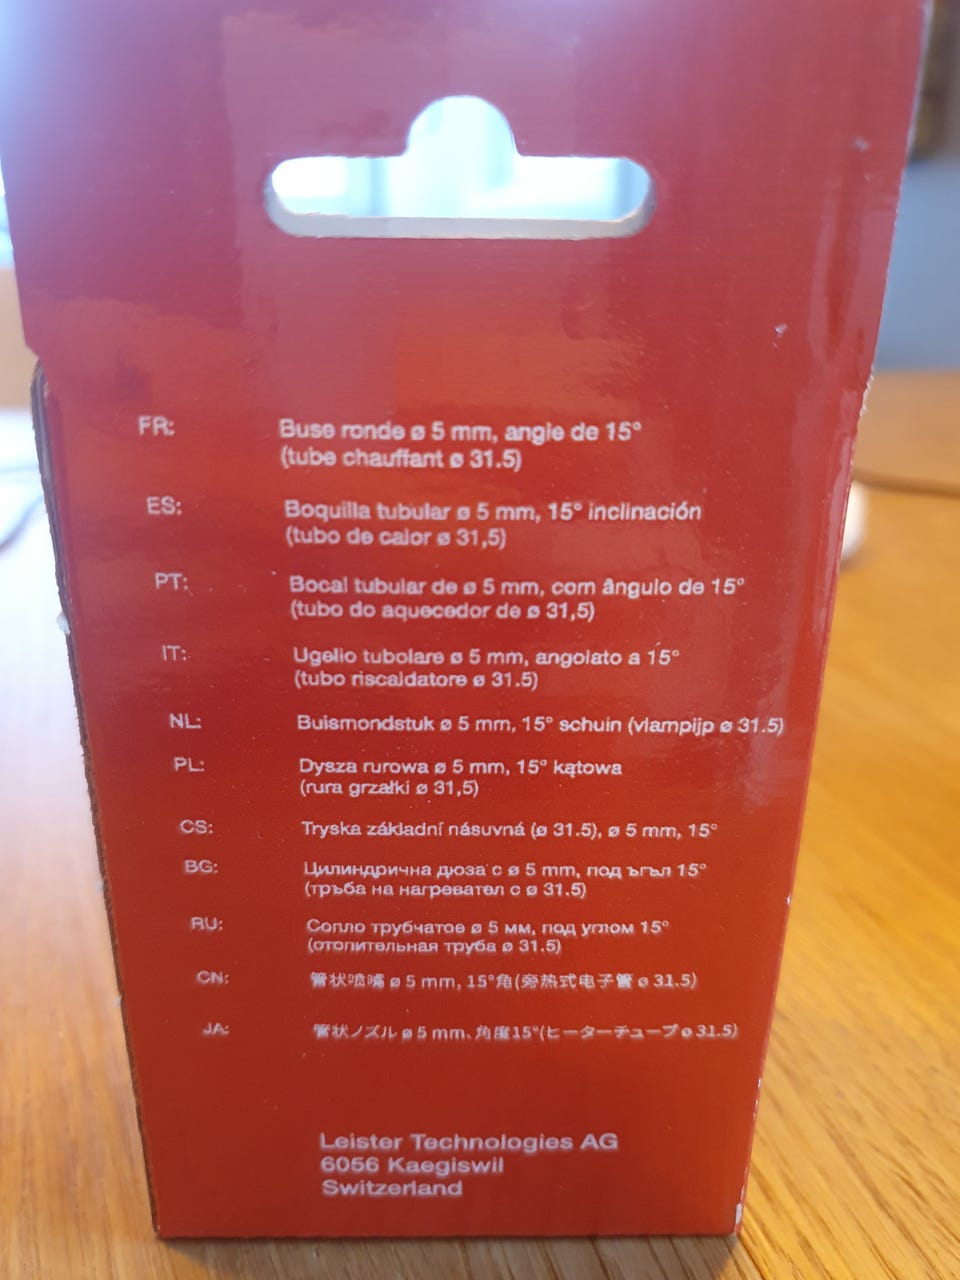 FR: Buse ronde ø 5 mm, angle de 15°
(tube chauffant ø 31.5)
ES: Boquilla tubular ø 5 mm, 15° inclinación
(tubo de calor ø 31,5)
PT: Bocal tubular de ø 5 mm, com ângulo de 15°
(tubo do aquecedor de ø 31,5)
IT: Ugello tubolare ø 5 mm, angolato a 15°
(tubo riscaldatore ø 31.5)
NL: Buismondstuk ø 5 mm, 15° schuin (vlampijp ø 31.5)
PL: Dysza rurowa ø 5 mm, 15° kątowa
(rura grzałki ø 31,5)
CS: Tryska základní násuvná (ø 31.5), ø 5 mm, 15°
BG: Цилиндрична дюза с ø 5 mm, под ъгъл 15°
(тръба на нагревател с ø 31.5)
RU: Сопло трубчатое ø 5 мм, под углом 15°
(отопительная труба ø 31.5)
CN: 管状喷嘴 ø 5 mm, 15°角(旁热式电子管 ø 31.5)
JA: 管状ノズル ø 5 mm、角度15°(ヒーターチューブ ø 31.5)
Leister Technologies AG
6056 Kaegiswil
Switzerland